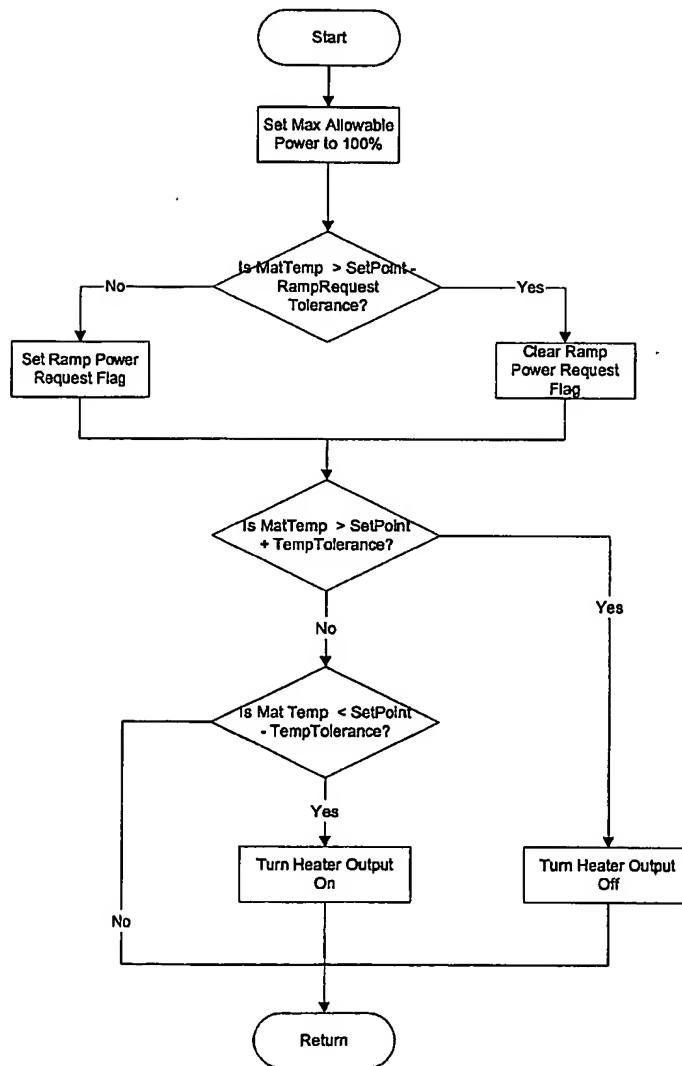 Start
Set Max Allowable
Power to 100%
Is MatTemp > SetPoint -
RampRequest
Tolerance?
No
Yes
Set Ramp Power
Request Flag
Clear Ramp
Power Request
Flag
Is MatTemp > SetPoint
+ TempTolerance?
Yes
No
Is Mat Temp < SetPoint
- TempTolerance?
Yes
Turn Heater Output
On
Turn Heater Output
Off
No
Return